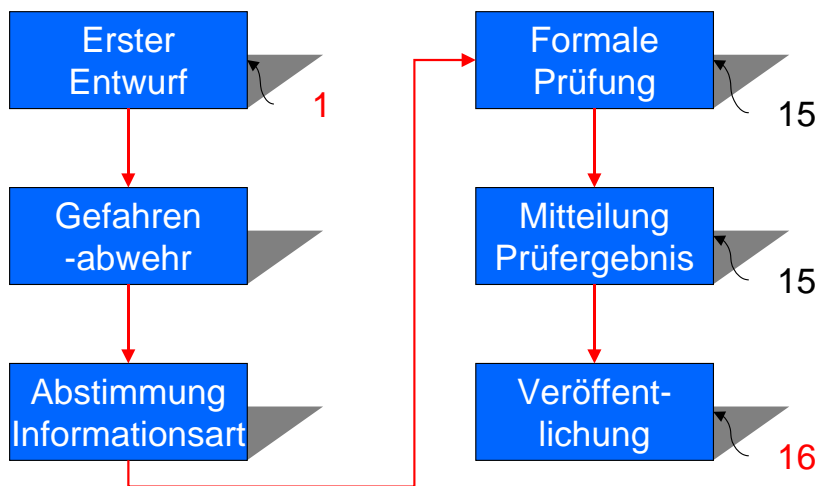 Erster
Entwurf
1
Gefahren
-abwehr
Abstimmung
Informationsart
Formale
Prüfung
15
Mitteilung
Prüfergebnis
15
Veröffent-
lichung
16